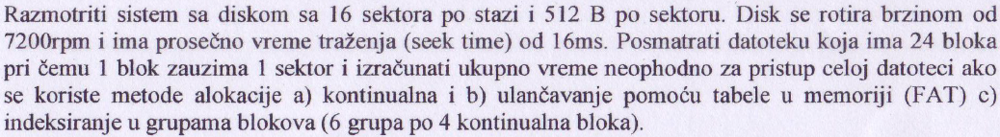 Razmotriti sistem sa diskom sa 16 sektora po stazi i 512 B po sektoru. Disk se rotira brzinom od
7200rpm i ima prosečno vreme traženja (seek time) od 16ms. Posmatrati datoteku koja ima 24 bloka
pri čemu 1 blok zauzima 1 sektor i izračunati ukupno vreme neophodno za pristup celoj datoteci ako
se koriste metode alokacije a) kontinualna i b) ulančavanje pomoću tabele u memoriji (FAT) c)
indeksiranje u grupama blokova (6 grupa po 4 kontinualna bloka).